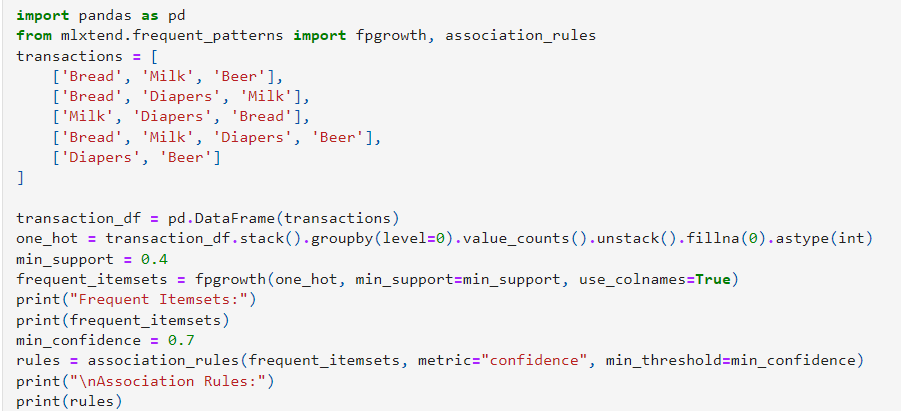 import pandas as pd
from mlxtend.frequent_patterns import fpgrowth, association_rules
transactions = [
    ['Bread', 'Milk', 'Beer'],
    ['Bread', 'Diapers', 'Milk'],
    ['Milk', 'Diapers', 'Bread'],
    ['Bread', 'Milk', 'Diapers', 'Beer'],
    ['Diapers', 'Beer']
]

transaction_df = pd.DataFrame(transactions)
one_hot = transaction_df.stack().groupby(level=0).value_counts().unstack().fillna(0).astype(int)
min_support = 0.4
frequent_itemsets = fpgrowth(one_hot, min_support=min_support, use_colnames=True)
print("Frequent Itemsets:")
print(frequent_itemsets)
min_confidence = 0.7
rules = association_rules(frequent_itemsets, metric="confidence", min_threshold=min_confidence)
print("\nAssociation Rules:")
print(rules)